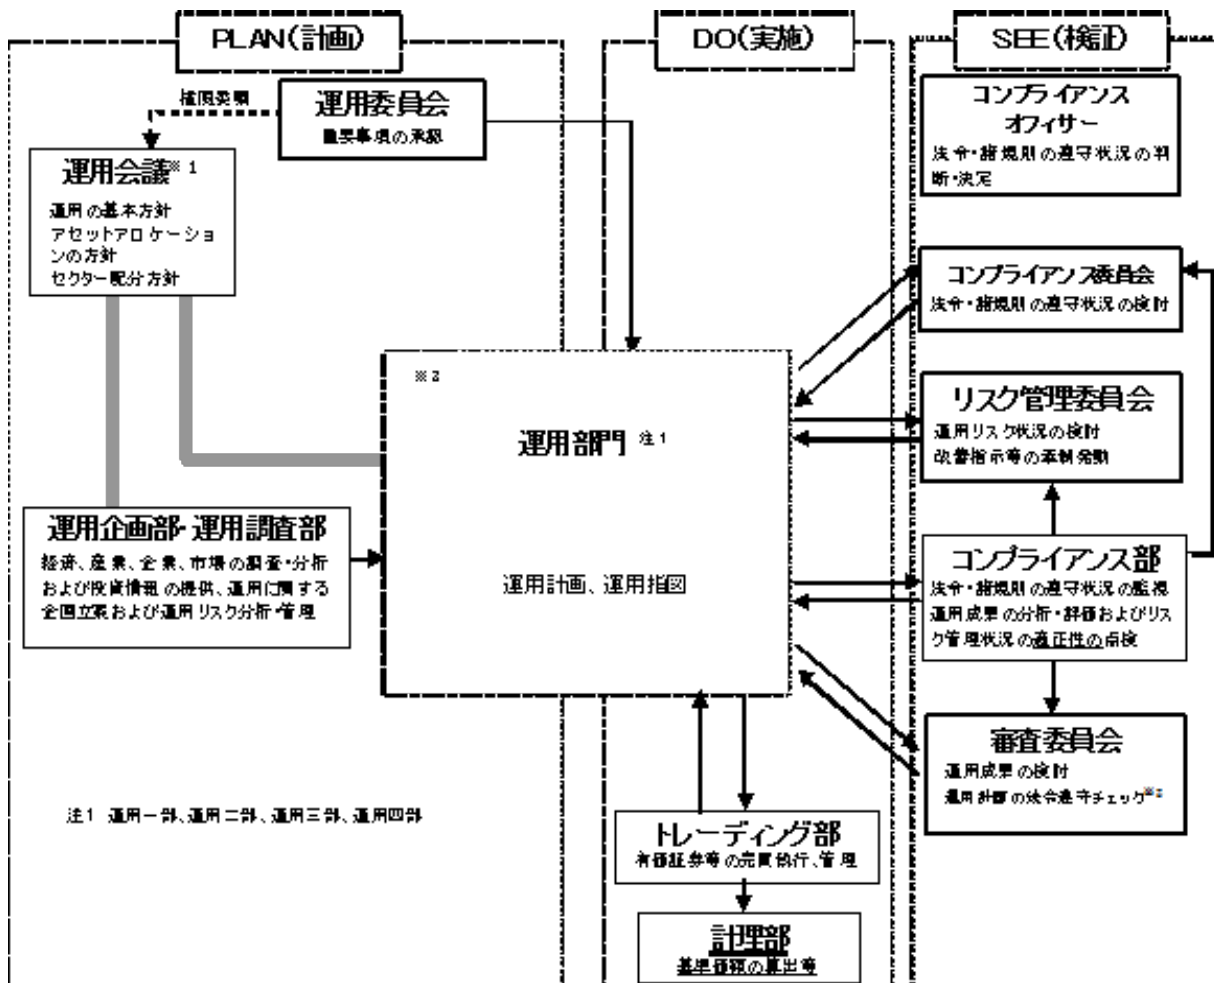 PLAN(計画)
DO(実施)
SEE(検証)
権限委譲
運用委員会
重要事項の承認
運用会議※1
運用の基本方針
アセットアロケーショ
ンの方針
セクター配分方針
コンプライアンス
オフィサー
法令・諸規則の遵守状況の判
断・決定
コンプライアンス委員会
法令・諸規則の遵守状況の検討
※2
運用部門 注1
運用計画、運用指図
リスク管理委員会
運用リスク状況の検討
改善指示等の牽制発動
運用企画部・運用調査部
経済、産業、企業、市場の調査・分析
および投資情報の提供、運用に関する
企画立案および運用リスク分析・管理
コンプライアンス部
法令・諸規則の遵守状況の監視
運用成果の分析・評価およびリス
ク管理状況の適正性の点検
審査委員会
運用成果の検討
運用計画の法令遵守チェック
注1 運用一部、運用二部、運用三部、運用四部
トレーディング部
有価証券等の売買執行、管理
計理部
基準価額の算出等